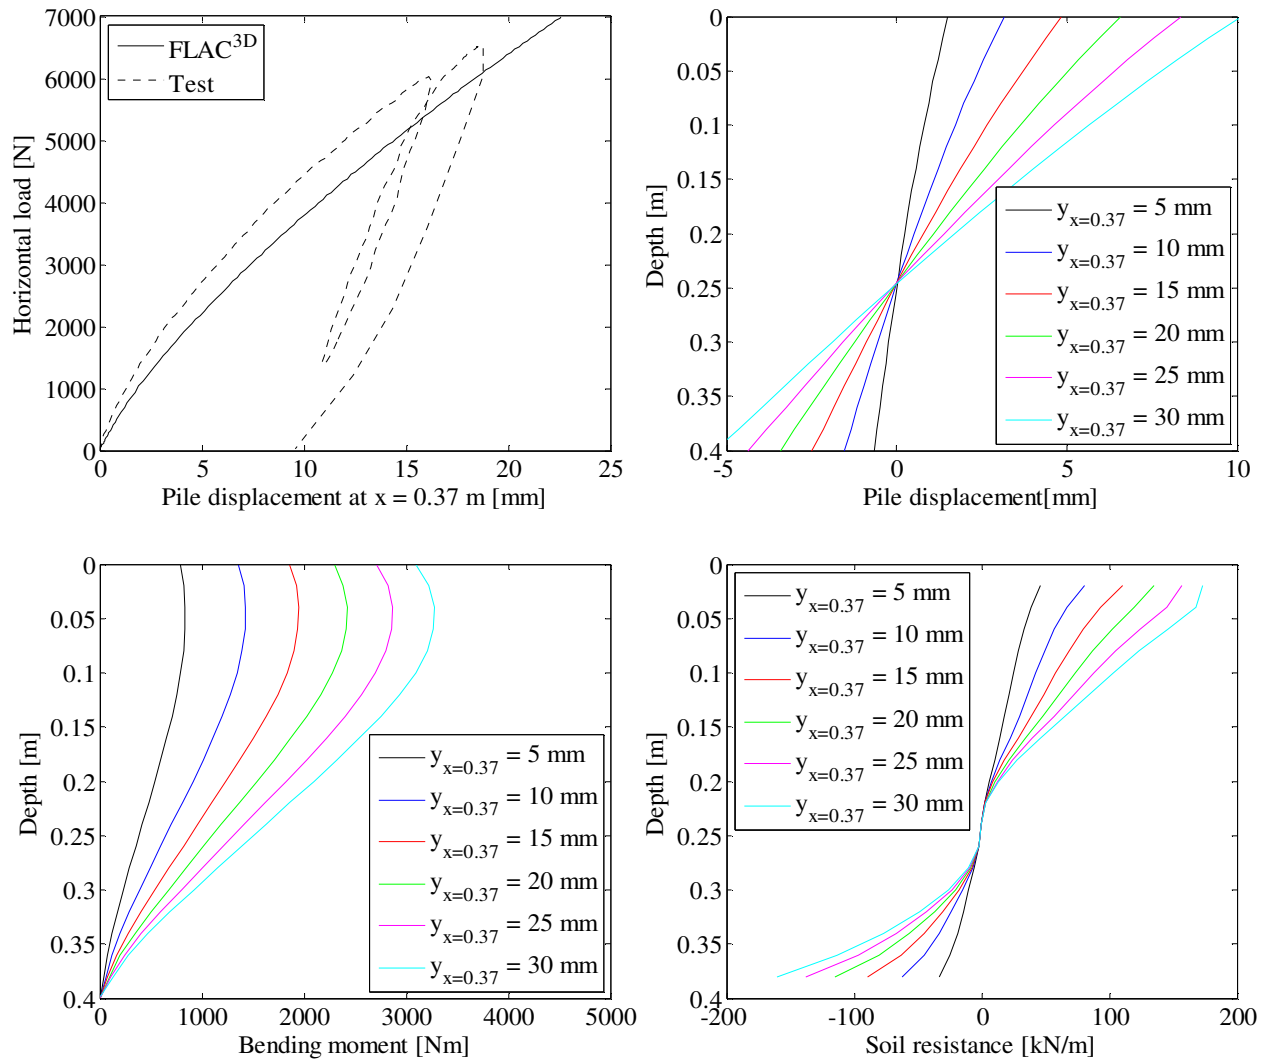 7000
6000
5000
4000
3000
2000
1000
0
0
5
10
15
20
25
Horizontal load [N]
Pile displacement at x = 0.37 m [mm]
FLAC3D
Test
0
0.05
0.1
0.15
0.2
0.25
0.3
0.35
0.4
-5
0
5
10
Depth [m]
Pile displacement[mm]
yx=0.37 = 5 mm
yx=0.37 = 10 mm
yx=0.37 = 15 mm
yx=0.37 = 20 mm
yx=0.37 = 25 mm
yx=0.37 = 30 mm
0
0.05
0.1
0.15
0.2
0.25
0.3
0.35
0.4
0
1000
2000
3000
4000
5000
Depth [m]
Bending moment [Nm]
yx=0.37 = 5 mm
yx=0.37 = 10 mm
yx=0.37 = 15 mm
yx=0.37 = 20 mm
yx=0.37 = 25 mm
yx=0.37 = 30 mm
0
0.05
0.1
0.15
0.2
0.25
0.3
0.35
0.4
-200
-100
0
100
200
Depth [m]
Soil resistance [kN/m]
yx=0.37 = 5 mm
yx=0.37 = 10 mm
yx=0.37 = 15 mm
yx=0.37 = 20 mm
yx=0.37 = 25 mm
yx=0.37 = 30 mm